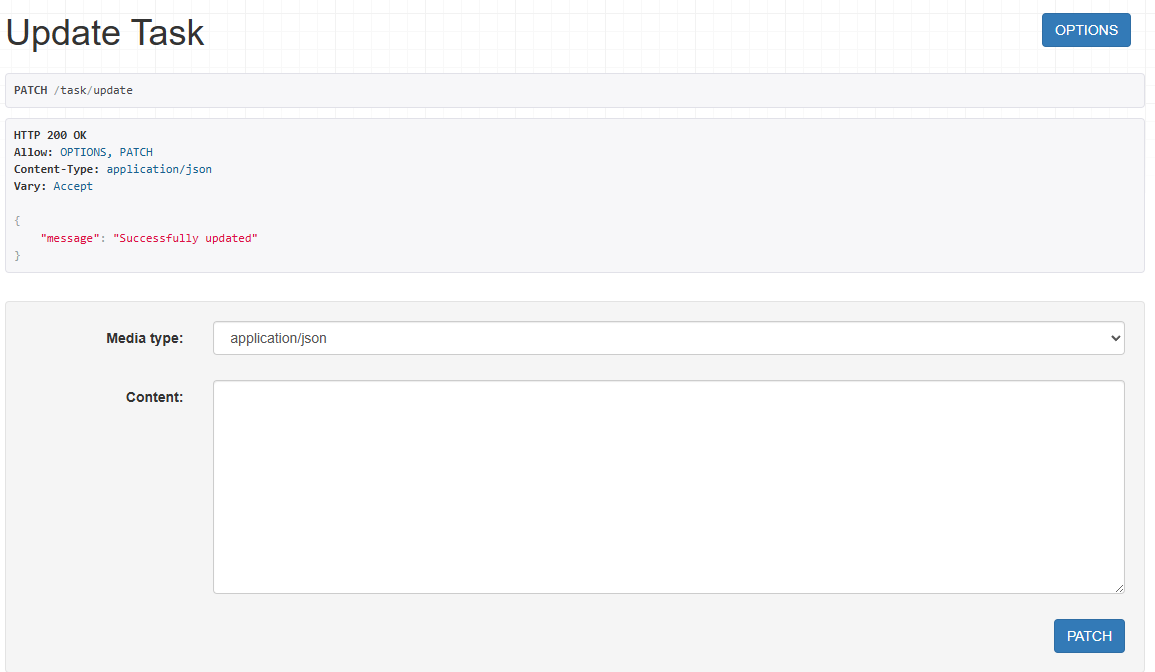 Update Task
OPTIONS
PATCH /task/update
HTTP 200 OK
Allow: OPTIONS, PATCH
Content-Type: application/json
Vary: Accept
{
    "message": "Successfully updated"
}
Media type:
application/json
Content:
PATCH